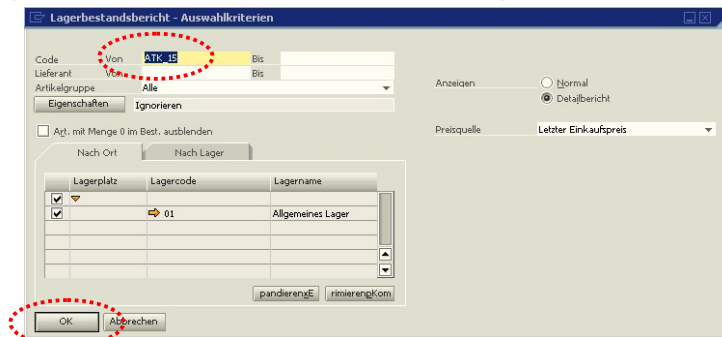 Lagerbestandsbericht - Auswahlkriterien
Code Von ATK_15 Bis
Lieferant Von Bis
Artikelgruppe Alle
Eigenschaften Ignorieren
Anzeigen Normal
Detailbericht
Art. mit Menge 0 im Best. ausblenden
Preisquelle Letzter Einkaufspreis
Nach Ort Nach Lager
Lagerplatz Lagercode Lagername
01 Allgemeines Lager
pandierenxE rimierenpKom
OK Abbrechen